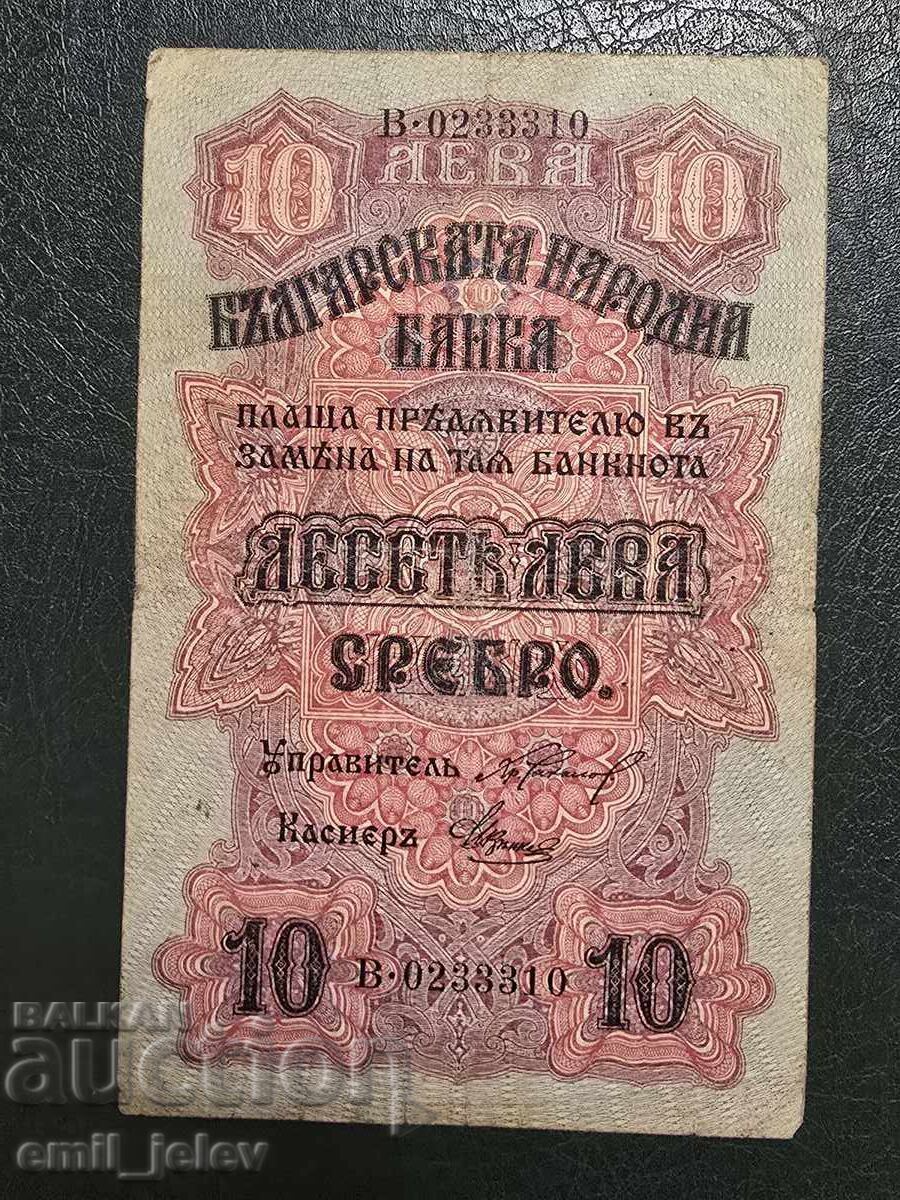 В·0233310
10 ЛЕВА 10
БЪЛГАРСКАТА НАРОДНА
БАНКА
10
ПЛАЩА ПРѢДЯВИТЕЛЮ ВЪ
ЗАМѢНА НА ТАЯ БАНКНОТА
ДЕСЕТЬ ЛЕВА
СРЕБРО.
Управитель
Касиеръ
10 В·0233310 10
BALKAN
auction
emil_jelev